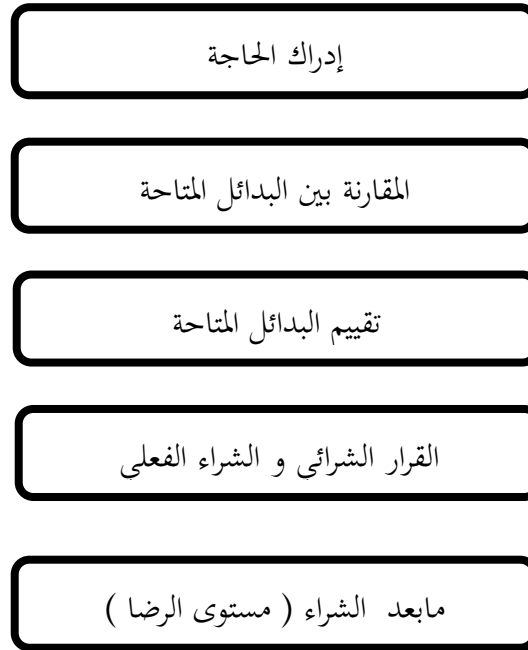 إدراك الحاجة
المقارنة بين البدائل المتاحة
تقييم البدائل المتاحة
القرار الشرائي و الشراء الفعلي
مابعد الشراء ( مستوى الرضا )